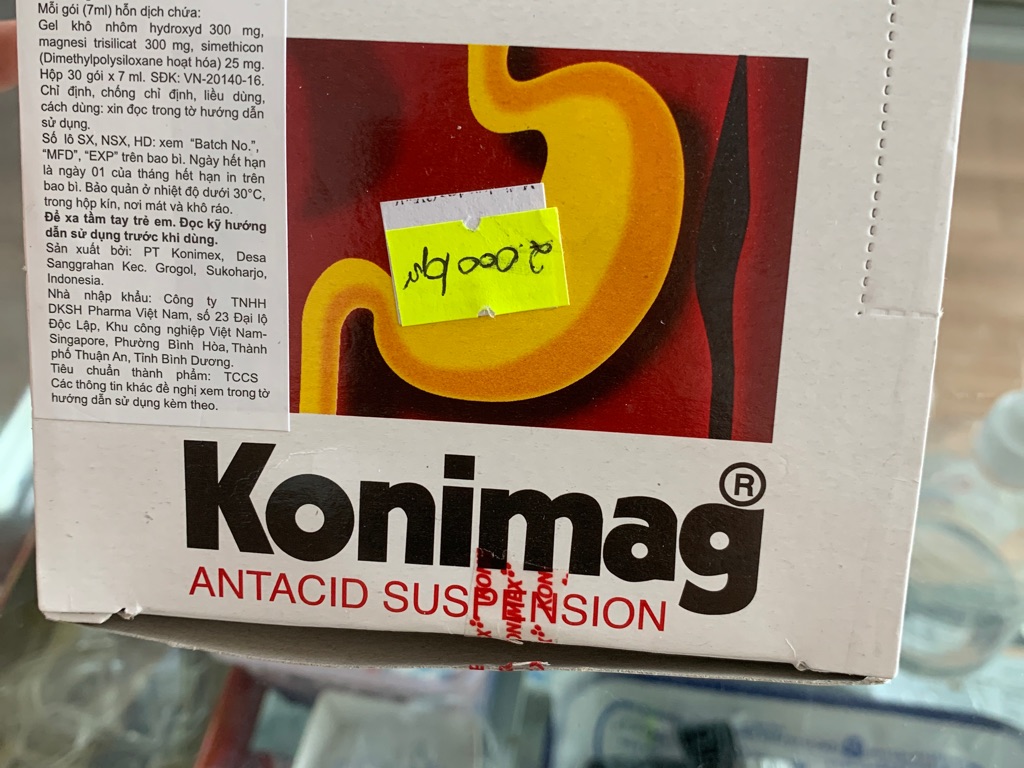 Mỗi gói (7ml) hỗn dịch chứa:
Gel khô nhôm hydroxyd 300 mg,
magnesi trisilicat 300 mg, simethicon
(Dimethylpolysiloxane hoạt hóa) 25 mg.
Hộp 30 gói x 7 ml. SĐK: VN-20140-16.
Chỉ định, chống chỉ định, liều dùng,
cách dùng: xin đọc trong tờ hướng dẫn
sử dụng.
Số lô SX, NSX, HD: xem "Batch No.",
"MFD", "EXP" trên bao bì. Ngày hết hạn
là ngày 01 của tháng hết hạn in trên
bao bì. Bảo quản ở nhiệt độ dưới 30°C,
trong hộp kín, nơi mát và khô ráo.
Để xa tầm tay trẻ em. Đọc kỹ hướng
dẫn sử dụng trước khi dùng.
Sản xuất bởi: PT Konimex, Desa
Sanggrahan Kec. Grogol, Sukoharjo,
Indonesia.
Nhà nhập khẩu: Công ty TNHH
DKSH Pharma Việt Nam, số 23 Đại lộ
Độc Lập, Khu công nghiệp Việt Nam-
Singapore, Phường Bình Hòa, Thành
phố Thuận An, Tỉnh Bình Dương.
Tiêu chuẩn thành phẩm: TCCS
Các thông tin khác đề nghị xem trong tờ
hướng dẫn sử dụng kèm theo.
2.000
Konimag®
ANTACID SUSPENSION